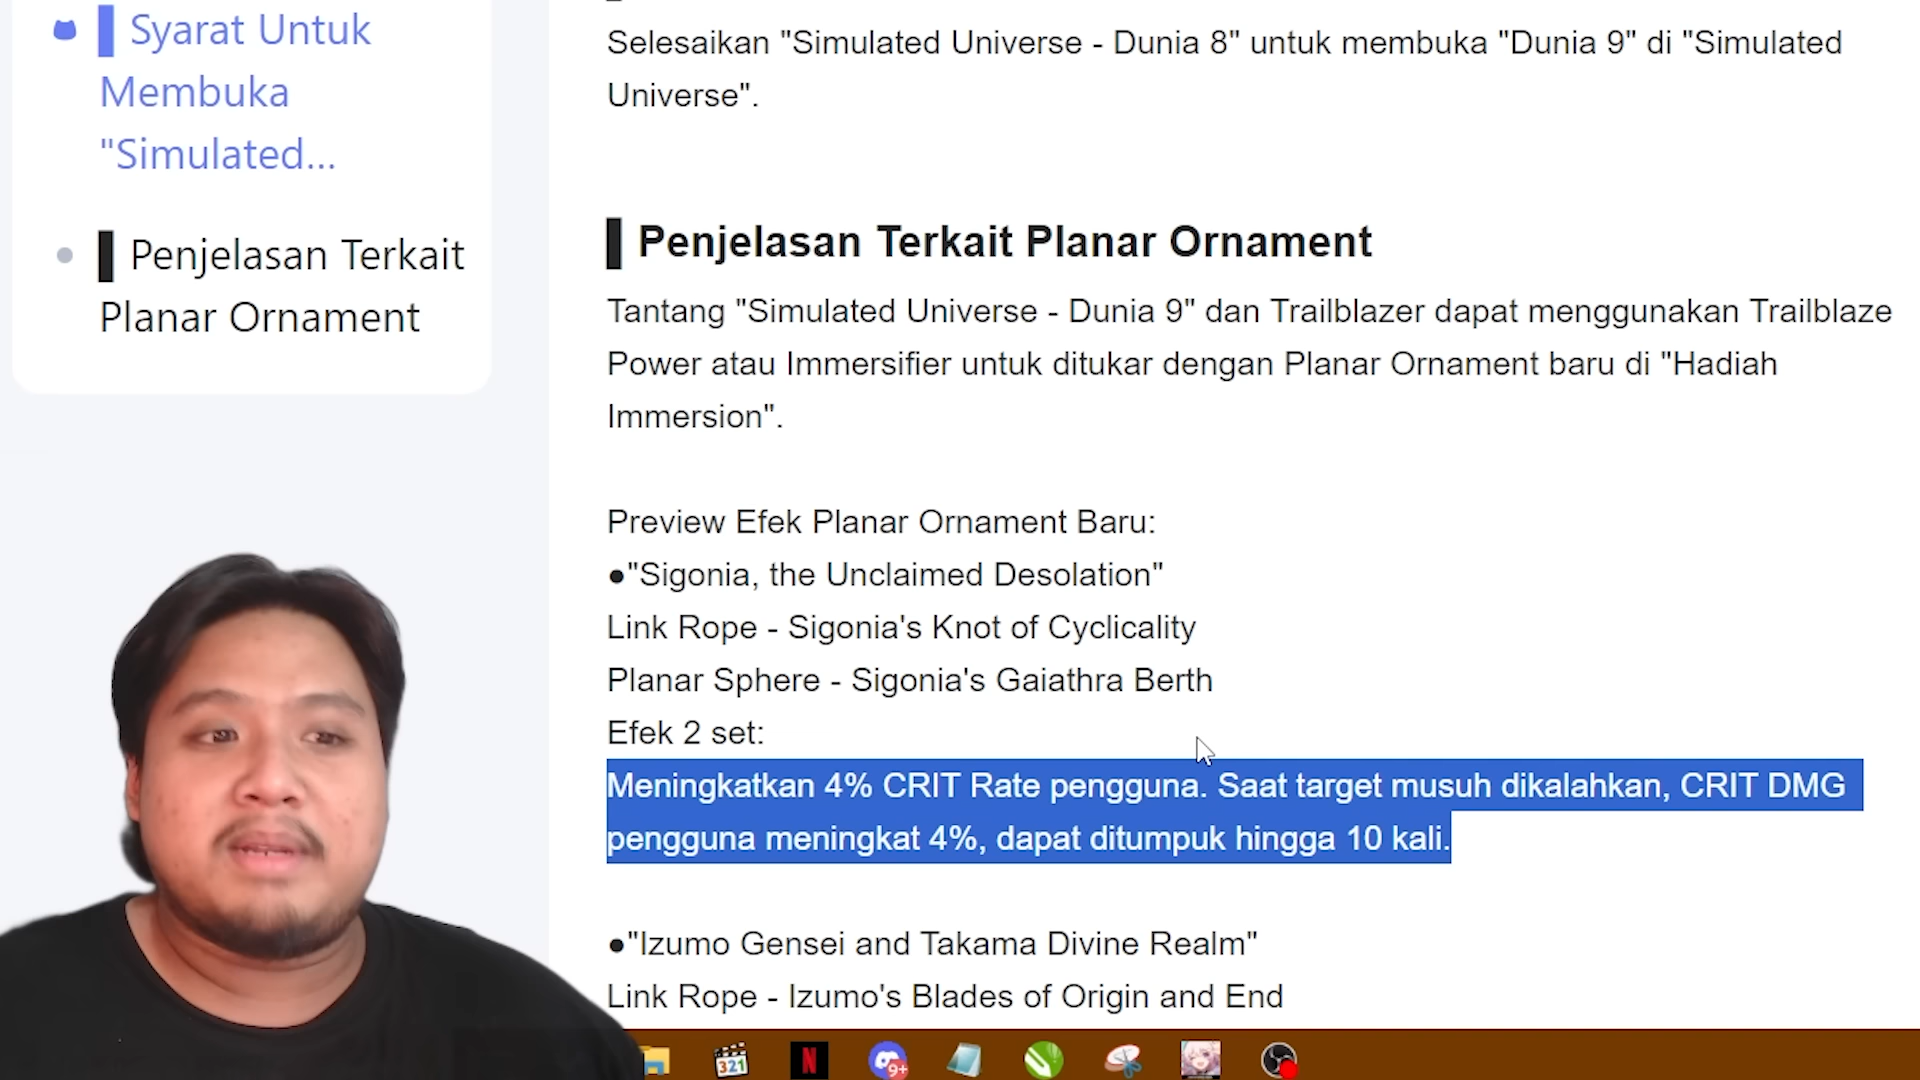 ▌Syarat Untuk
Membuka
"Simulated...
▌Penjelasan Terkait
Planar Ornament
Selesaikan "Simulated Universe - Dunia 8" untuk membuka "Dunia 9" di "Simulated
Universe".
▌Penjelasan Terkait Planar Ornament
Tantang "Simulated Universe - Dunia 9" dan Trailblazer dapat menggunakan Trailblaze
Power atau Immersifier untuk ditukar dengan Planar Ornament baru di "Hadiah
Immersion".
Preview Efek Planar Ornament Baru:
●"Sigonia, the Unclaimed Desolation"
Link Rope - Sigonia's Knot of Cyclicality
Planar Sphere - Sigonia's Gaiathra Berth
Efek 2 set:
Meningkatkan 4% CRIT Rate pengguna. Saat target musuh dikalahkan, CRIT DMG
pengguna meningkat 4%, dapat ditumpuk hingga 10 kali.
●"Izumo Gensei and Takama Divine Realm"
Link Rope - Izumo's Blades of Origin and End
321
N
9+